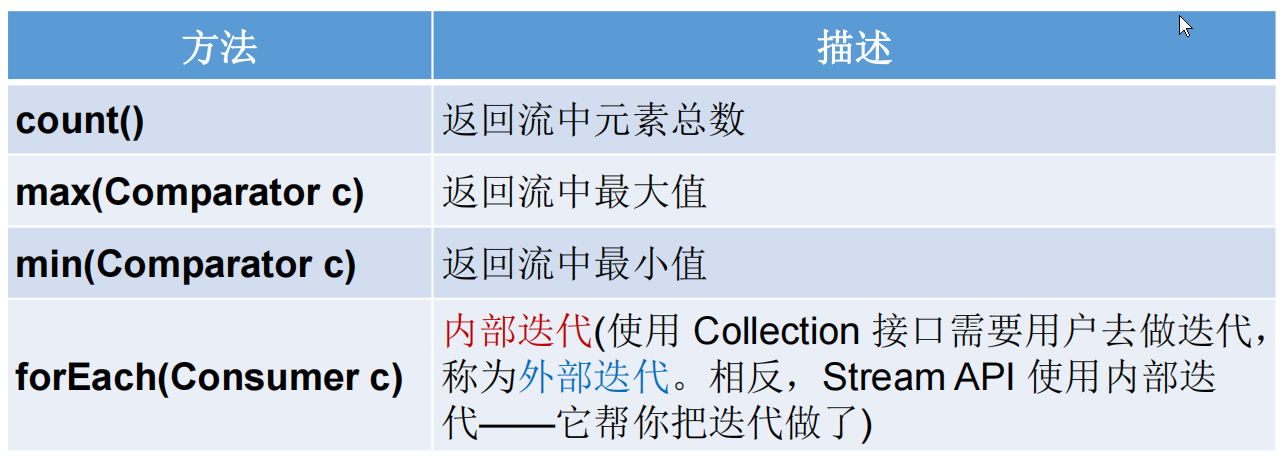 方法 描述
count() 返回流中元素总数
max(Comparator c) 返回流中最大值
min(Comparator c) 返回流中最小值
forEach(Consumer c) 内部迭代(使用 Collection 接口需要用户去做迭代，
称为外部迭代。相反，Stream API 使用内部迭
代——它帮你把迭代做了)